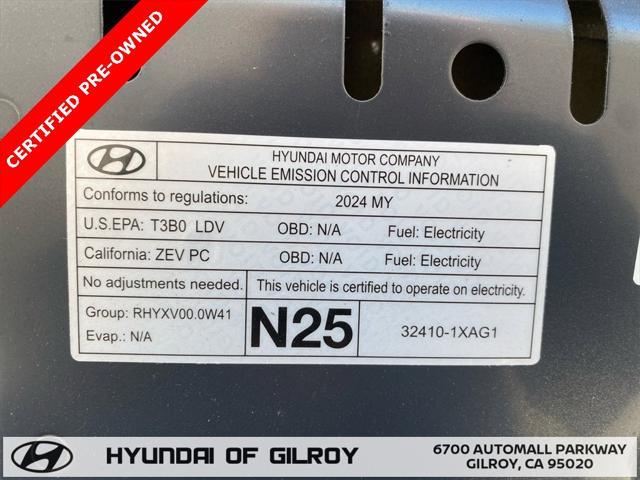 CERTIFIED PRE-OWNED
HYUNDAI MOTOR COMPANY
VEHICLE EMISSION CONTROL INFORMATION
Conforms to regulations: 2024 MY
U.S.EPA: T3B0 LDV OBD: N/A Fuel: Electricity
California: ZEV PC OBD: N/A Fuel: Electricity
No adjustments needed. This vehicle is certified to operate on electricity.
Group: RHYXV00.0W41
Evap.: N/A
N25
32410-1XAG1
HYUNDAI OF GILROY
6700 AUTOMALL PARKWAY
GILROY, CA 95020